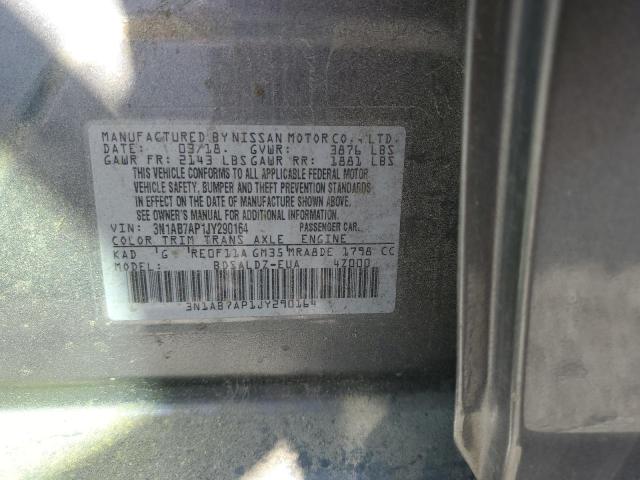 MANUFACTURED BY NISSAN MOTOR CO., LTD.
DATE: 03/18. GVWR: 3876 LBS
GAWR FR: 2143 LBS GAWR RR: 1881 LBS
THIS VEHICLE CONFORMS TO ALL APPLICABLE FEDERAL MOTOR
VEHICLE SAFETY, BUMPER AND THEFT PREVENTION STANDARDS
IN EFFECT ON THE DATE OF MANUFACTURE SHOWN ABOVE.
SEE OWNER'S MANUAL FOR ADDITIONAL INFORMATION.
VIN: 3N1AB7AP1JY290164 PASSENGER CAR.
COLOR TRIM TRANS AXLE ENGINE
KAD 'G' RE0F11A GM35 MRA8DE 1798 CC
BDSALDZ-EUA 4Z000
3N1AB7AP1JY290164